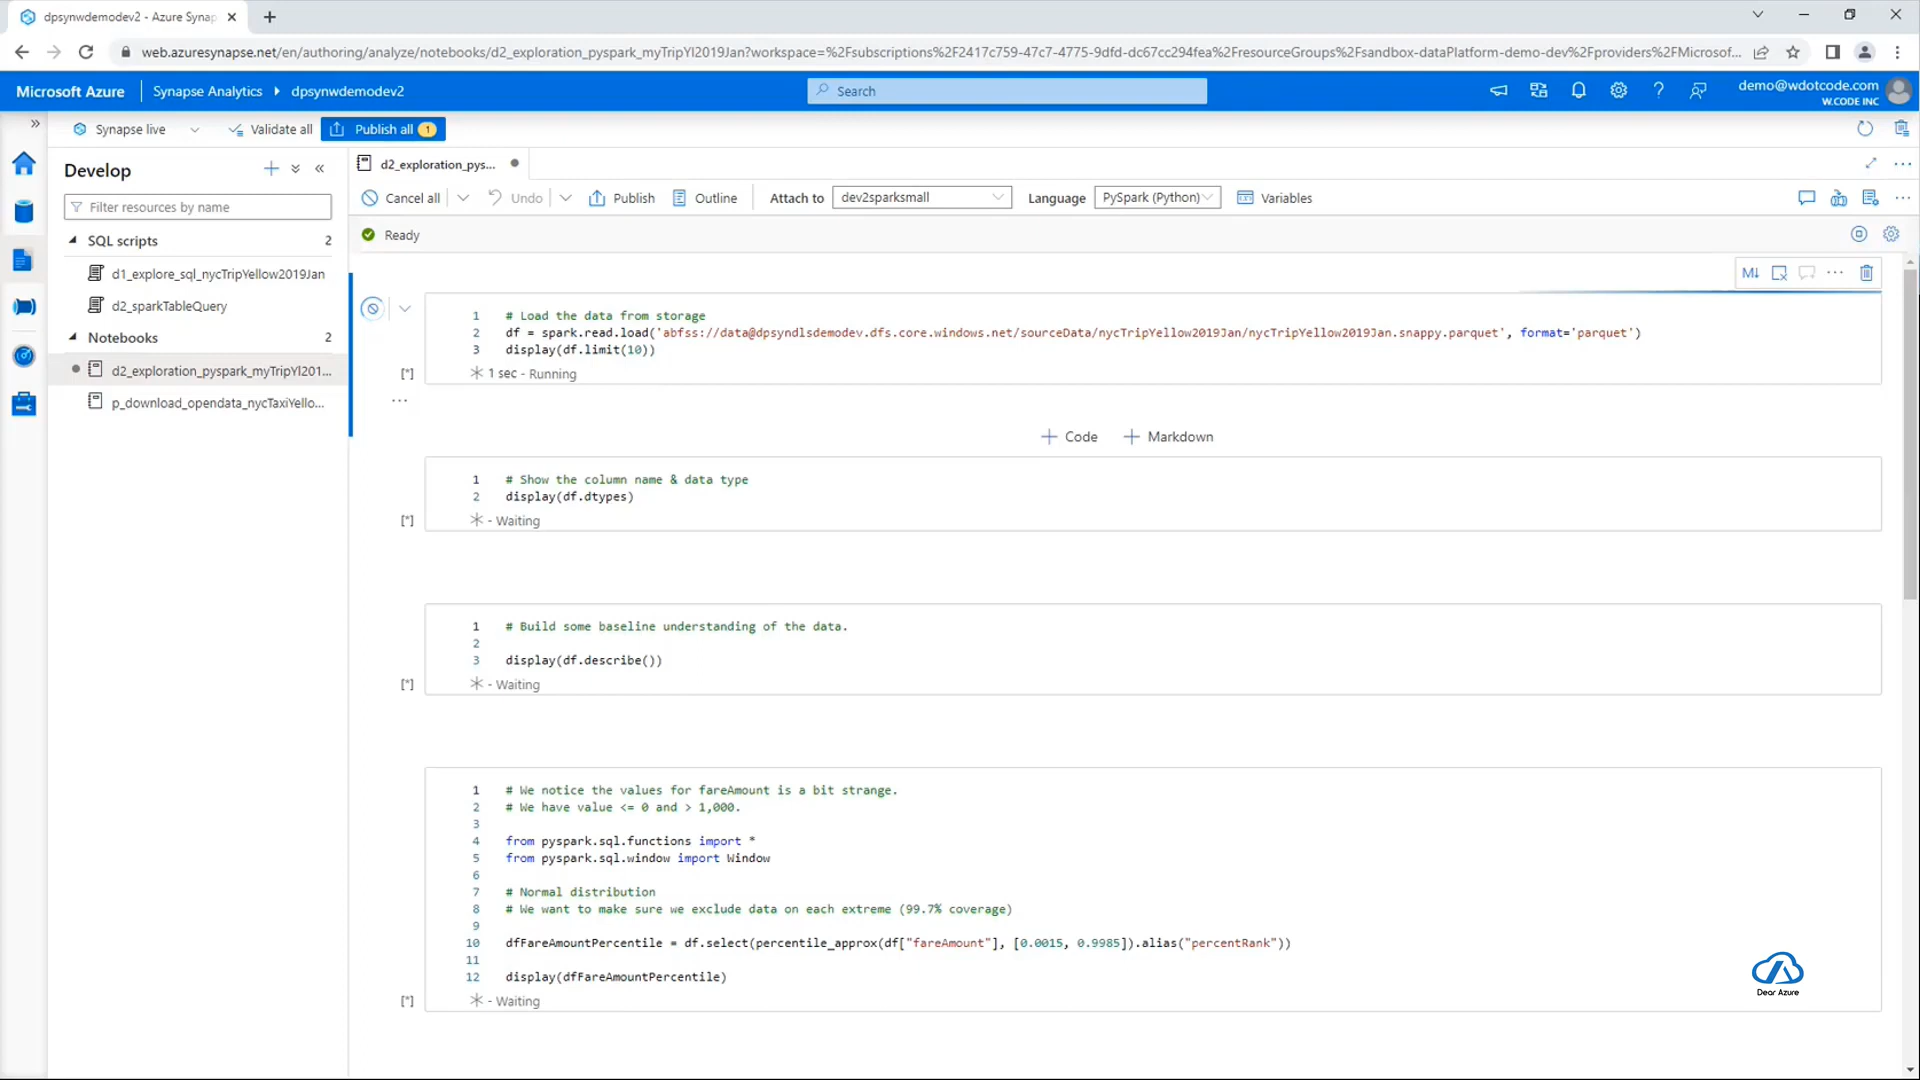 dpsynwdemodev2 - Azure Synap
web.azuresynapse.net/en/authoring/analyze/notebooks/d2_exploration_pyspark_myTripYl2019Jan?workspace=%2Fsubscriptions%2F2417c759-47c7-4775-9dfd-dc67cc294fea%2FresourceGroups%2Fsandbox-dataPlatform-demo-dev%2Fproviders%2FMicrosof...
Microsoft Azure
Synapse Analytics
dpsynwdemodev2
Search
demo@wdotcode.com
W.CODE INC
Synapse live
Validate all
Publish all 1
Develop
Filter resources by name
SQL scripts 2
d1_explore_sql_nycTripYellow2019Jan
d2_sparkTableQuery
Notebooks 2
d2_exploration_pyspark_myTripYl201...
p_download_opendata_nycTaxiYello...
d2_exploration_pys...
Cancel all
Undo
Publish
Outline
Attach to
dev2sparksmall
Language
PySpark (Python)
Variables
Ready
M↓
1 # Load the data from storage
2 df = spark.read.load('abfss://data@dpsyndlsdemodev.dfs.core.windows.net/sourceData/nycTripYellow2019Jan/nycTripYellow2019Jan.snappy.parquet', format='parquet')
3 display(df.limit(10))
[*] 1 sec - Running
...
+ Code + Markdown
1 # Show the column name & data type
2 display(df.dtypes)
[*] - Waiting
1 # Build some baseline understanding of the data.
2
3 display(df.describe())
[*] - Waiting
1 # We notice the values for fareAmount is a bit strange.
2 # We have value <= 0 and > 1,000.
3
4 from pyspark.sql.functions import *
5 from pyspark.sql.window import Window
6
7 # Normal distribution
8 # We want to make sure we exclude data on each extreme (99.7% coverage)
9
10 dfFareAmountPercentile = df.select(percentile_approx(df["fareAmount"], [0.0015, 0.9985]).alias("percentRank"))
11
12 display(dfFareAmountPercentile)
[*] - Waiting
Dear Azure